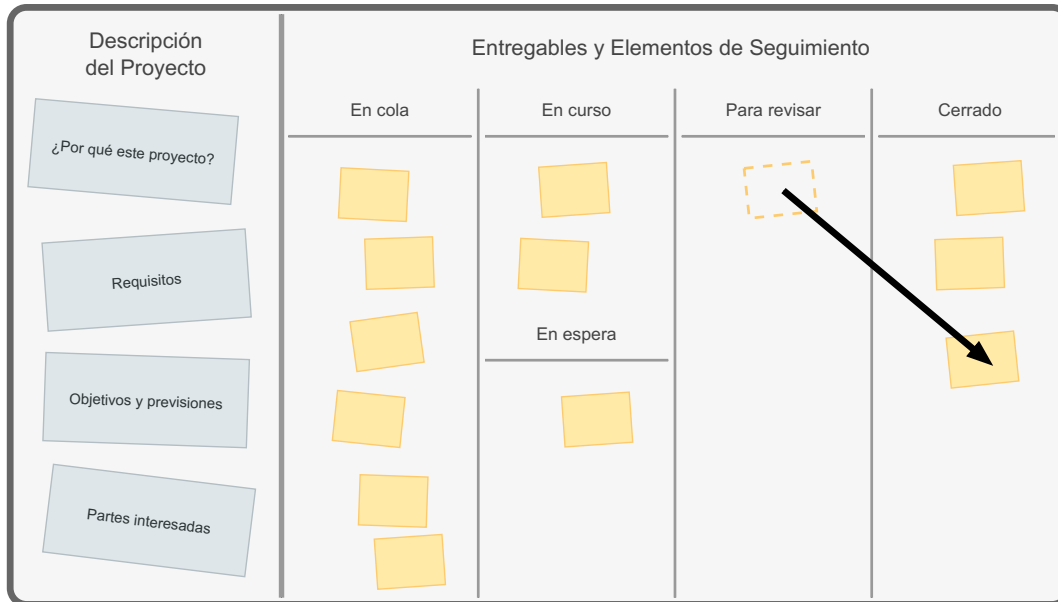 Descripción
del Proyecto
¿Por qué este proyecto?
Requisitos
Objetivos y previsiones
Partes interesadas
Entregables y Elementos de Seguimiento
En cola
En curso
Para revisar
Cerrado
En espera